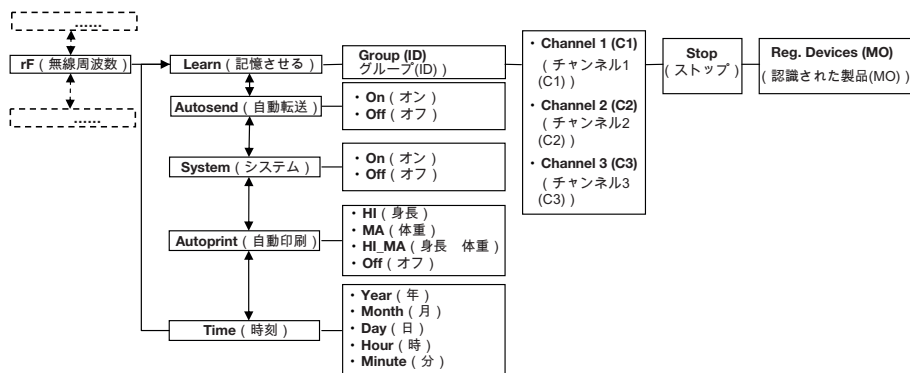 ......
rF ( 無線周波数 )
......
Learn ( 記憶させる )
Autosend ( 自動転送 )
System ( システム )
Autoprint ( 自動印刷 )
Time ( 時刻 )
Group (ID)
グループ(ID) )
• On ( オン )
• Off ( オフ )
• On ( オン )
• Off ( オフ )
• HI ( 身長 )
• MA ( 体重 )
• HI_MA ( 身長 体重 )
• Off ( オフ )
• Year ( 年 )
• Month ( 月 )
• Day ( 日 )
• Hour ( 時 )
• Minute ( 分 )
• Channel 1 (C1)
( チャンネル1
(C1) )
• Channel 2 (C2)
( チャンネル2
(C2) )
• Channel 3 (C3)
( チャンネル3
(C3) )
Stop
( ストップ )
Reg. Devices (MO)
( 認識された製品(MO) )